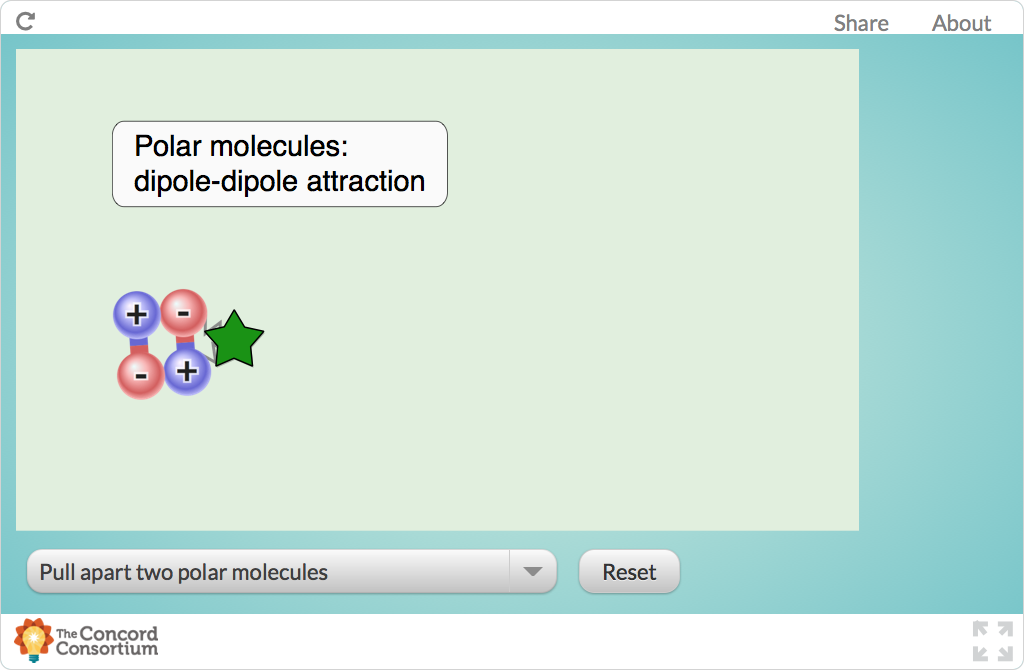 Share About
Polar molecules:
dipole-dipole attraction
+ -
- +
Pull apart two polar molecules
Reset
The Concord
Consortium